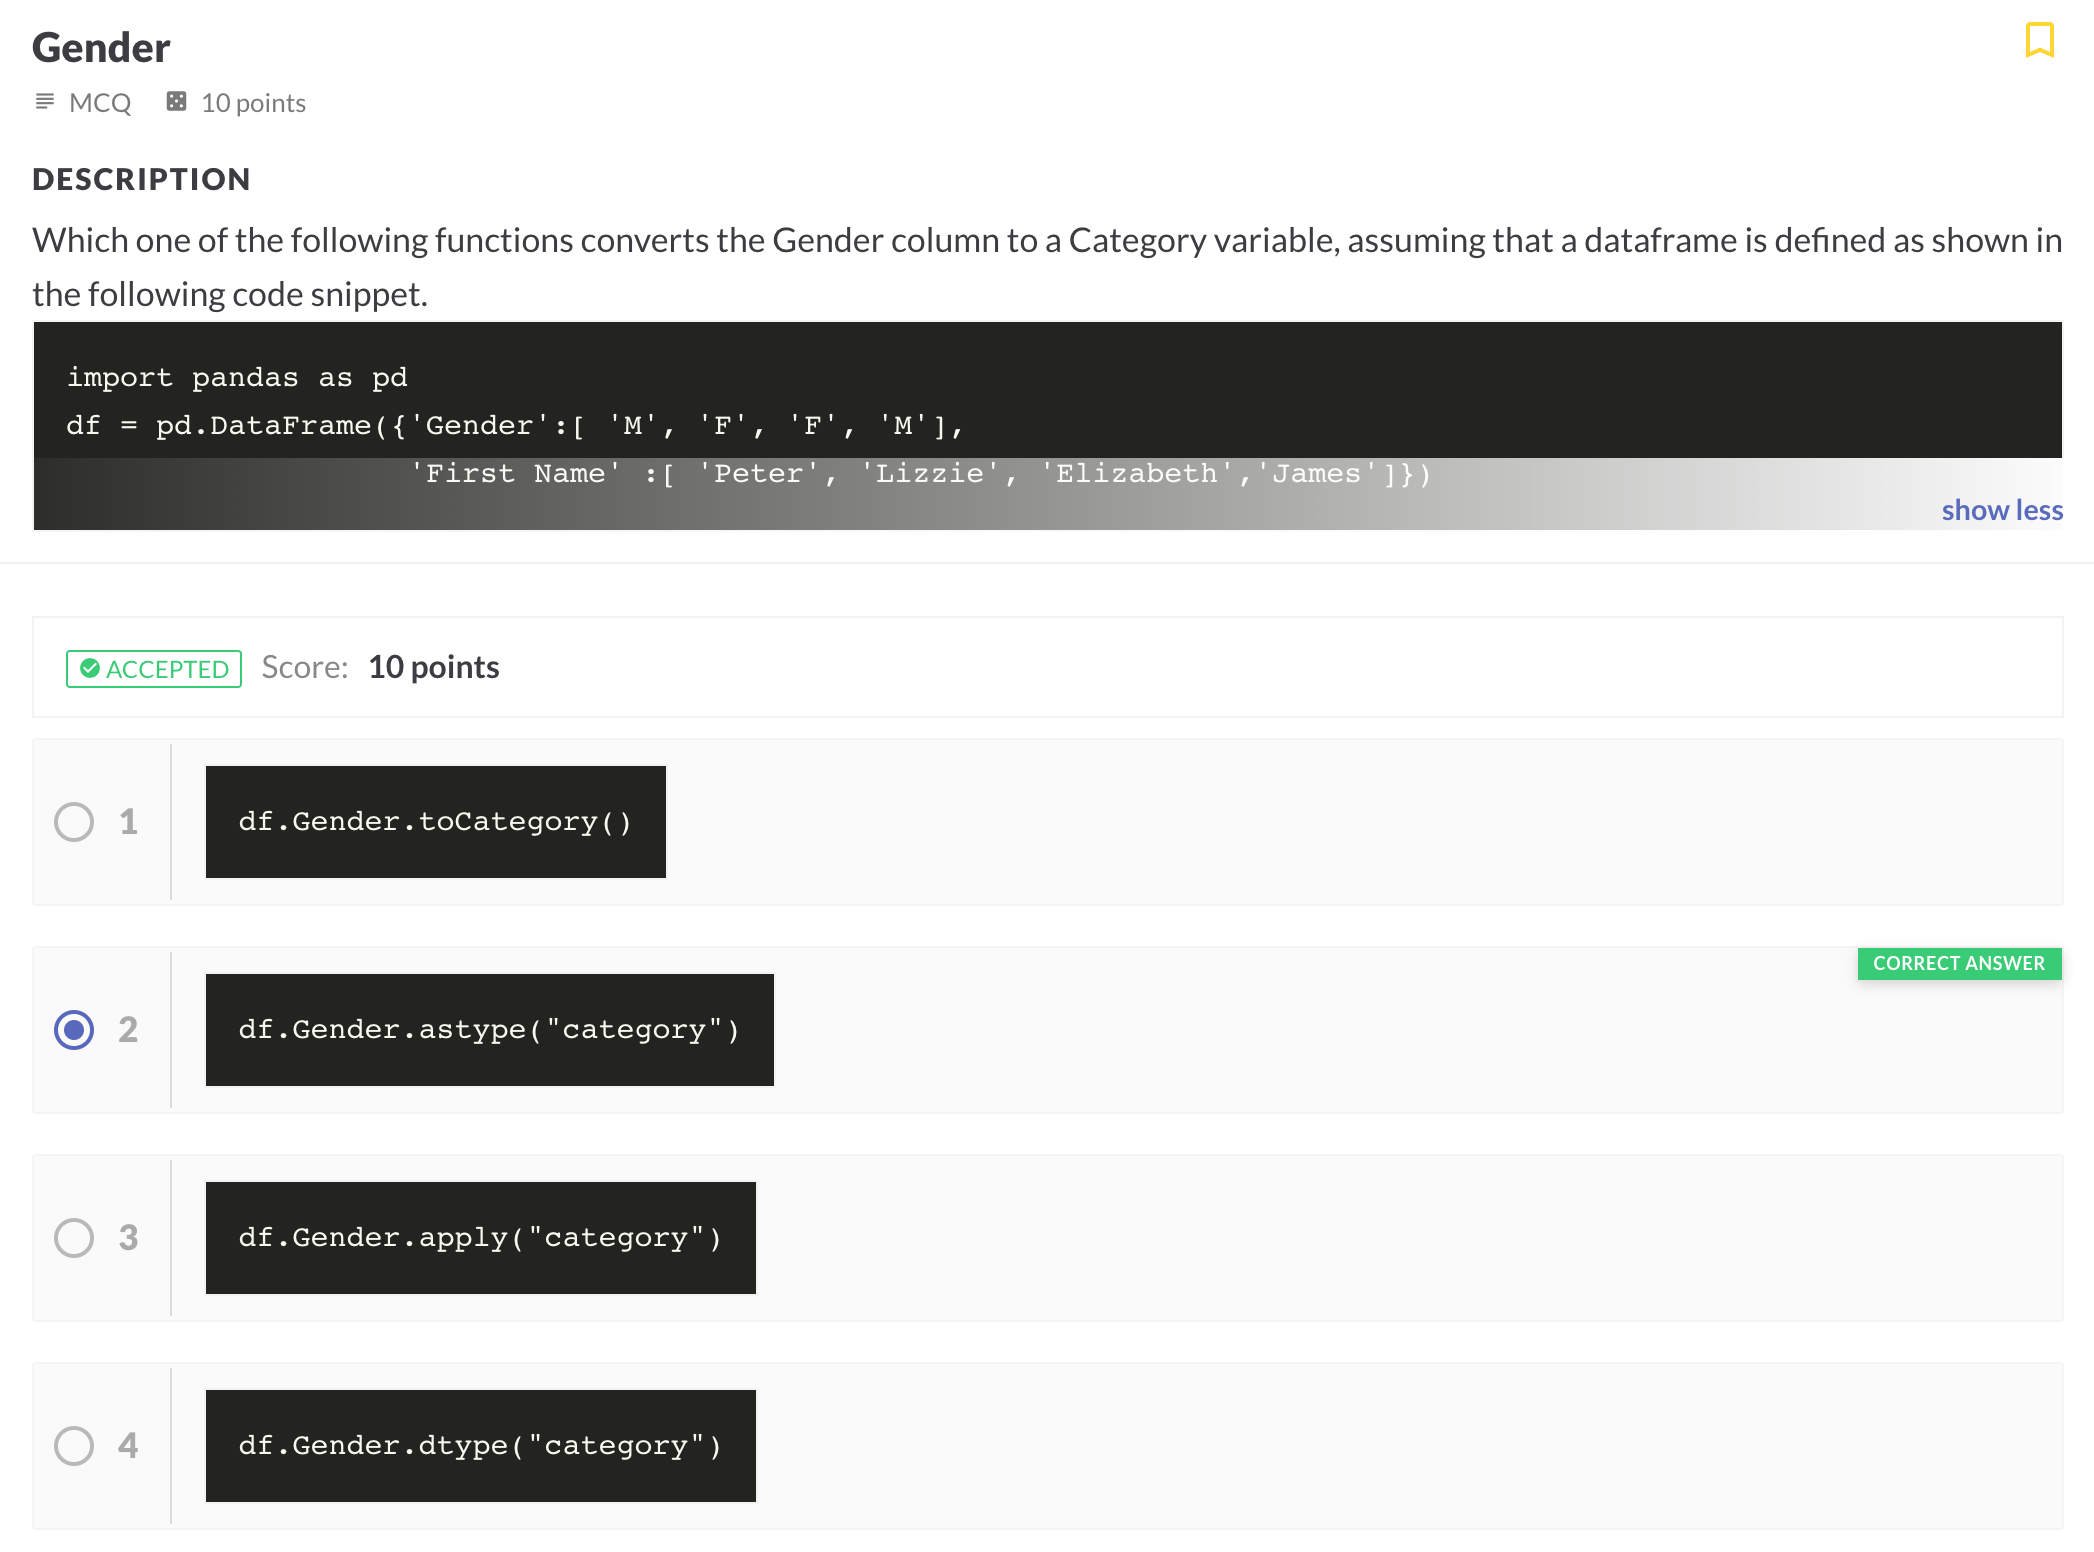 Gender
MCQ 10 points
DESCRIPTION
Which one of the following functions converts the Gender column to a Category variable, assuming that a dataframe is defined as shown in
the following code snippet.
import pandas as pd
df = pd.DataFrame({'Gender':[ 'M', 'F', 'F', 'M'],
'First Name' :[ 'Peter', 'Lizzie', 'Elizabeth','James']})
show less
ACCEPTED Score: 10 points
1 df.Gender.toCategory()
CORRECT ANSWER
2 df.Gender.astype("category")
3 df.Gender.apply("category")
4 df.Gender.dtype("category")